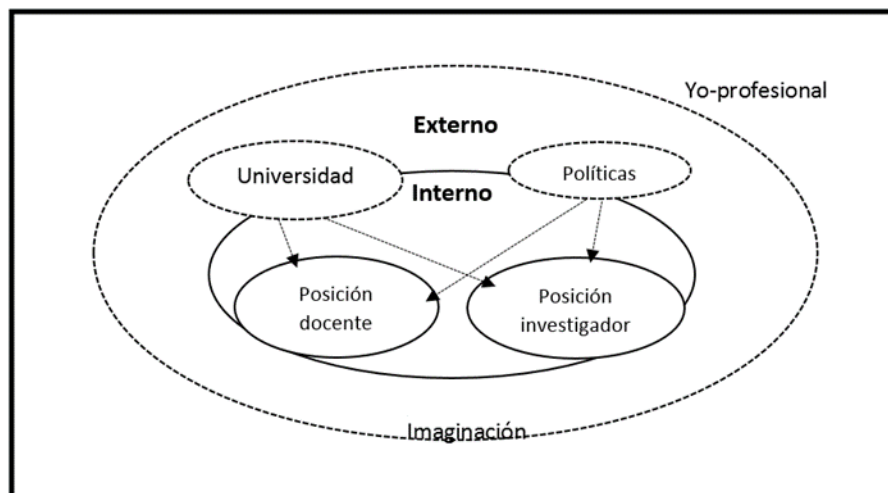 Yo-profesional
Externo
Universidad
Políticas
Interno
Posición
docente
Posición
investigador
Imaginación